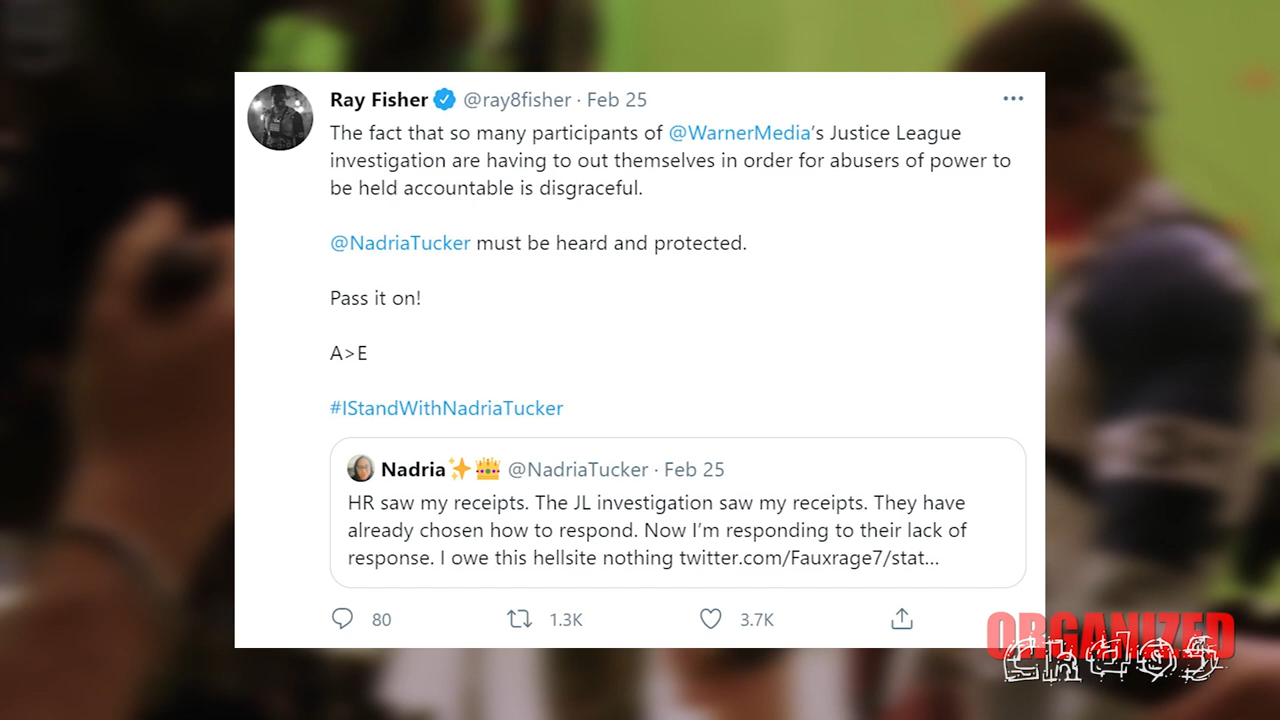 Ray Fisher @ray8fisher · Feb 25
The fact that so many participants of @WarnerMedia's Justice League
investigation are having to out themselves in order for abusers of power to
be held accountable is disgraceful.
@NadriaTucker must be heard and protected.
Pass it on!
A>E
#IStandWithNadriaTucker
Nadria✨👑 @NadriaTucker · Feb 25
HR saw my receipts. The JL investigation saw my receipts. They have
already chosen how to respond. Now I'm responding to their lack of
response. I owe this hellsite nothing twitter.com/Fauxrage7/stat...
80 1.3K 3.7K
ORGANIZED
CHAOS